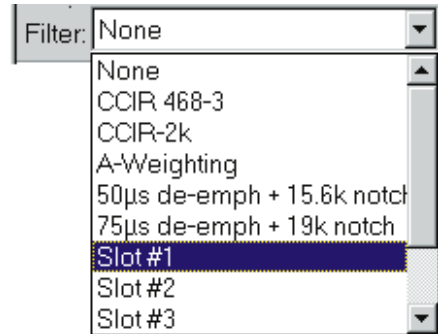 Filter: None
None
CCIR 468-3
CCIR-2k
A-Weighting
50µs de-emph + 15.6k notch
75µs de-emph + 19k notch
Slot #1
Slot #2
Slot #3